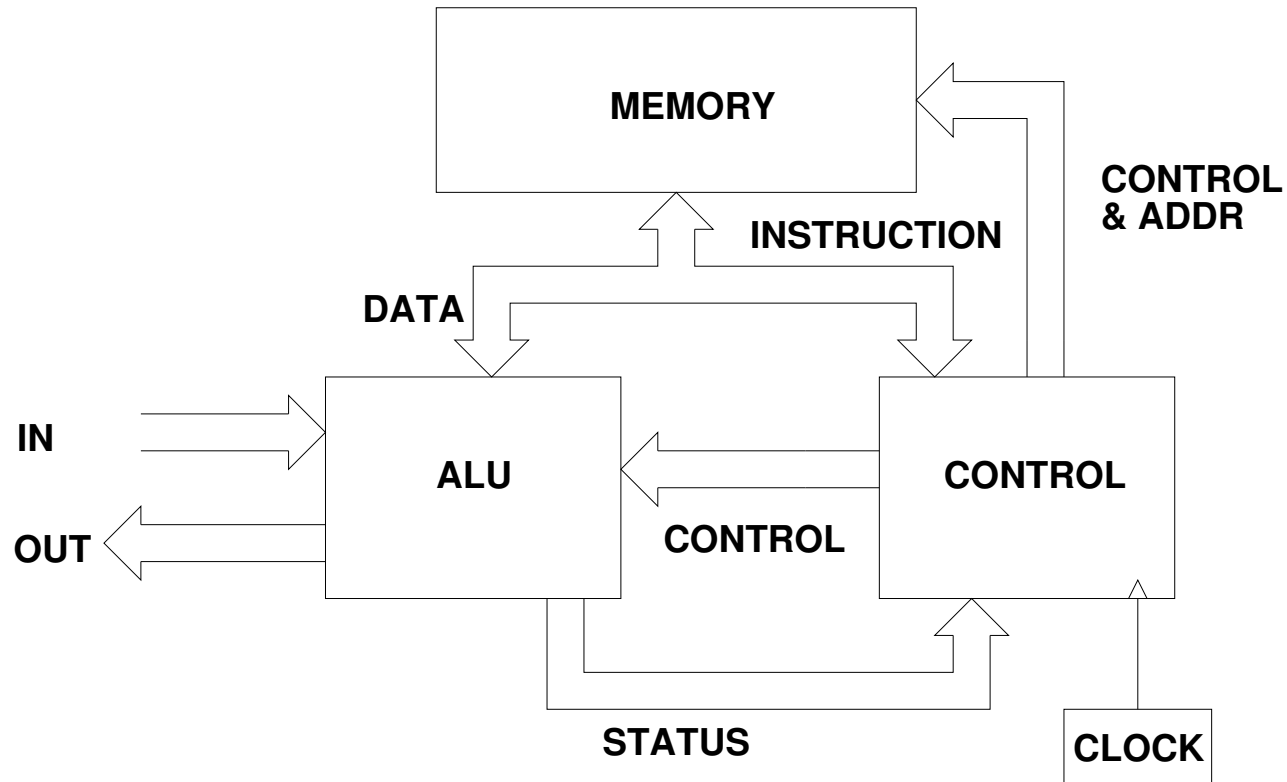 MEMORY
CONTROL
& ADDR
INSTRUCTION
DATA
IN
ALU
CONTROL
CONTROL
OUT
STATUS
CLOCK